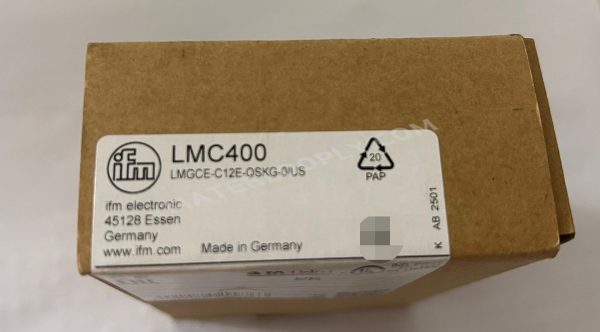 ifm
LMC400
LMGCE-C12E-QSKG-0/US
20
PAP
ifm electronic
45128 Essen
Germany
www.ifm.com
Made in Germany
K AB 2501